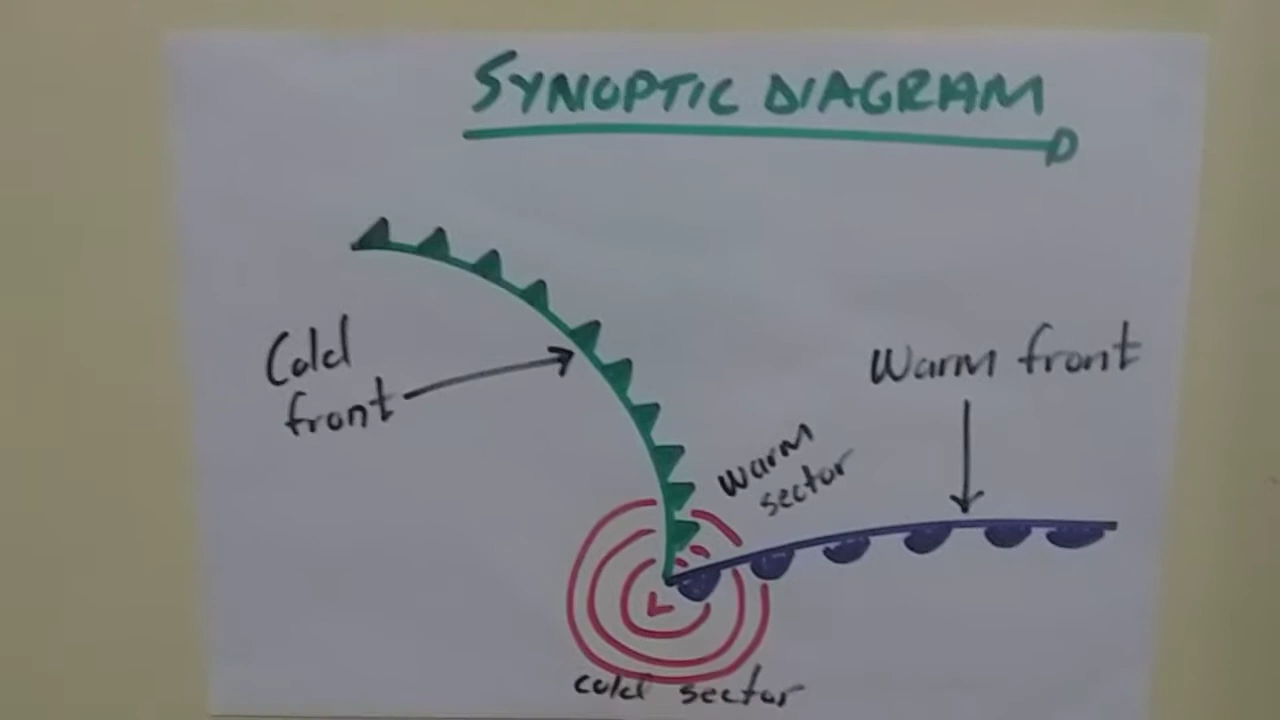 SYNOPTIC DIAGRAM
Cold
front
Warm front
warm
sector
L
cold sector